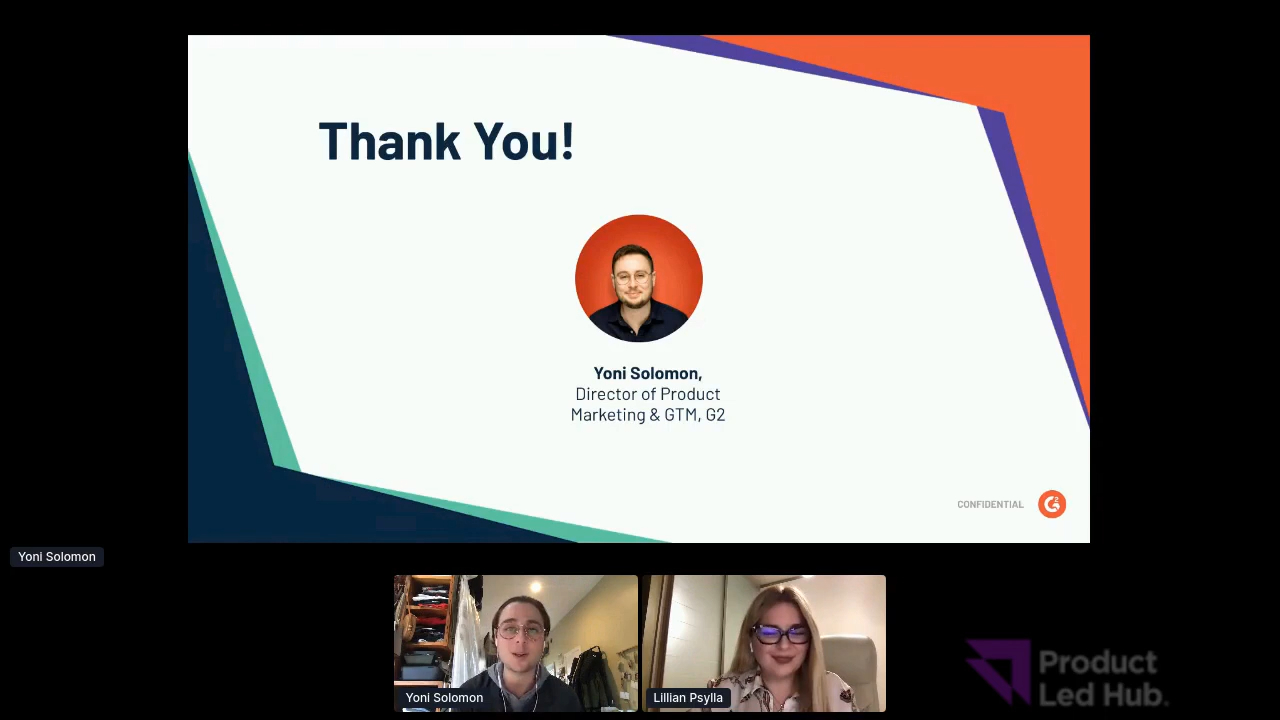 Thank You!
Yoni Solomon,
Director of Product
Marketing & GTM, G2
CONFIDENTIAL
G2
Yoni Solomon
Yoni Solomon
Lillian Psylla
Product
Led Hub.